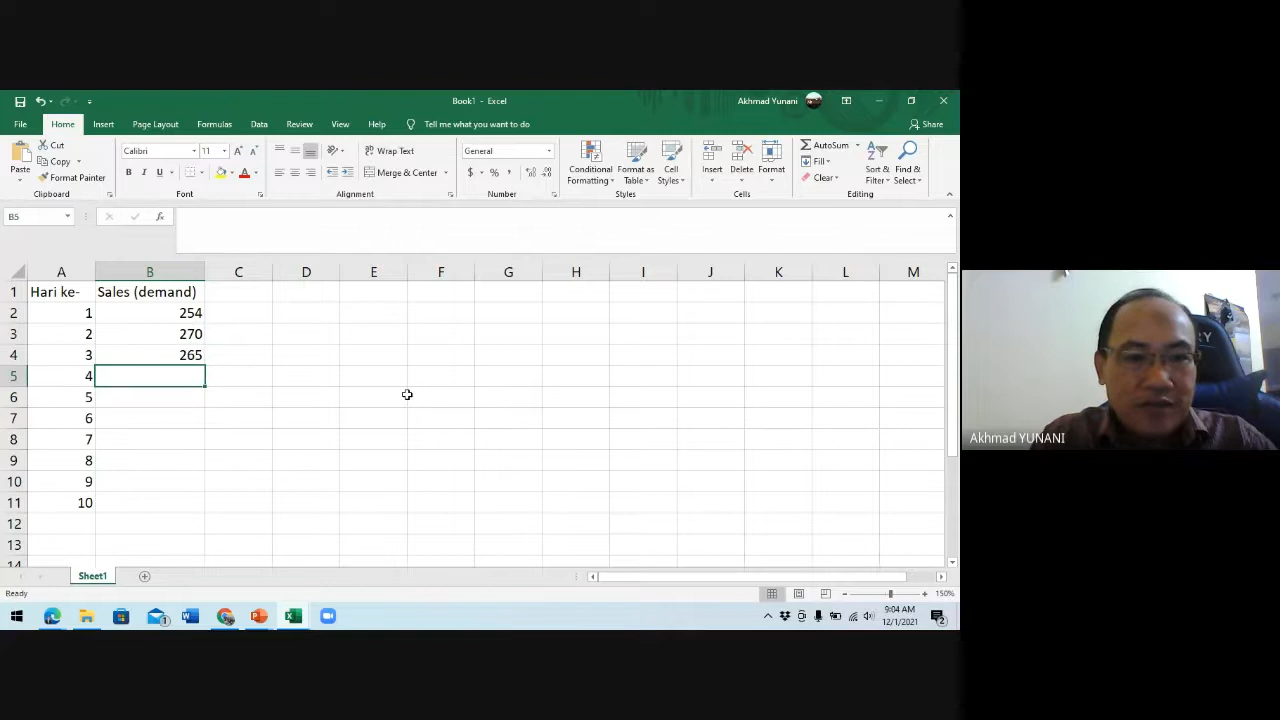 Book1 - Excel
Akhmad Yunani
File Home Insert Page Layout Formulas Data Review View Help Tell me what you want to do Share
Paste
Cut
Copy
Format Painter
Clipboard
Calibri 11
B I U
Font
Wrap Text
Merge & Center
Alignment
General
$ % ,
Number
Conditional Formatting
Format as Table
Cell Styles
Styles
Insert Delete Format
Cells
AutoSum
Fill
Clear
Sort & Filter
Find & Select
Editing
B5 fx
A B C D E F G H I J K L M
1 Hari ke- Sales (demand)
2 1 254
3 2 270
4 3 265
5 4
6 5
7 6
8 7
9 8
10 9
11 10
12
13
14
Sheet1
Ready 150%
9:04 AM
12/1/2021
Akhmad YUNANI